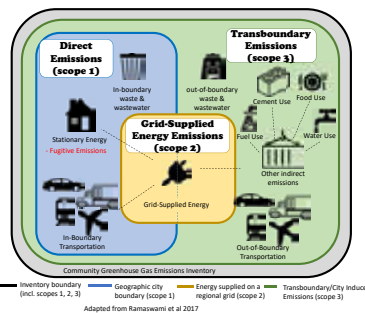 Direct
Emissions
(scope 1)
Transboundary
Emissions
(scope 3)
In-boundary
waste &
wastewater
out-of-boundary
waste &
wastewater
Cement Use
Food Use
Fuel Use
Water Use
Stationary Energy
- Fugitive Emissions
Grid-Supplied
Energy Emissions
(scope 2)
Other indirect
emissions
Grid-Supplied Energy
In-Boundary
Transportation
Out-of-Boundary
Transportation
Community Greenhouse Gas Emissions Inventory
Inventory boundary
(incl. scopes 1, 2, 3)
Geographic city
boundary (scope 1)
Energy supplied on a
regional grid (scope 2)
Transboundary/City Induce
Emissions (scope 3)
Adapted from Ramaswami et al 2017